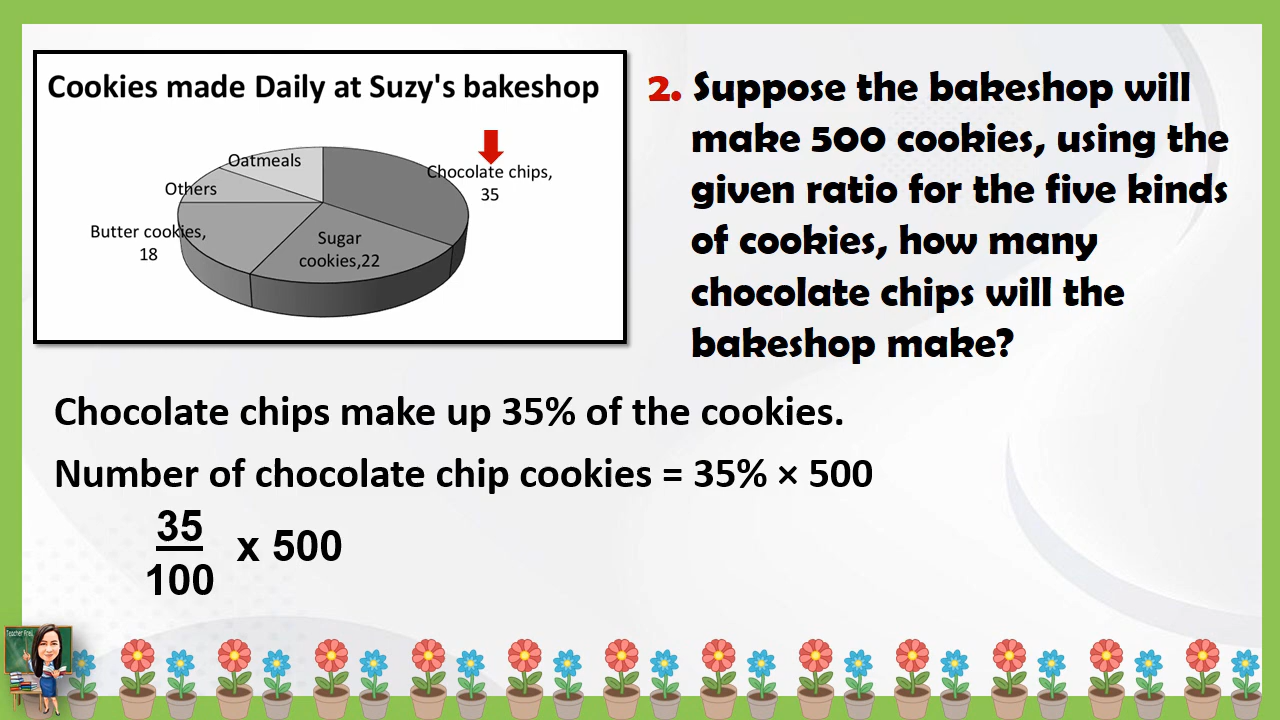 Cookies made Daily at Suzy's bakeshop
Oatmeals
Chocolate chips,
35
Others
Butter cookies,
18
Sugar
cookies,22
2. Suppose the bakeshop will
make 500 cookies, using the
given ratio for the five kinds
of cookies, how many
chocolate chips will the
bakeshop make?
Chocolate chips make up 35% of the cookies.
Number of chocolate chip cookies = 35% × 500
35
100
x 500